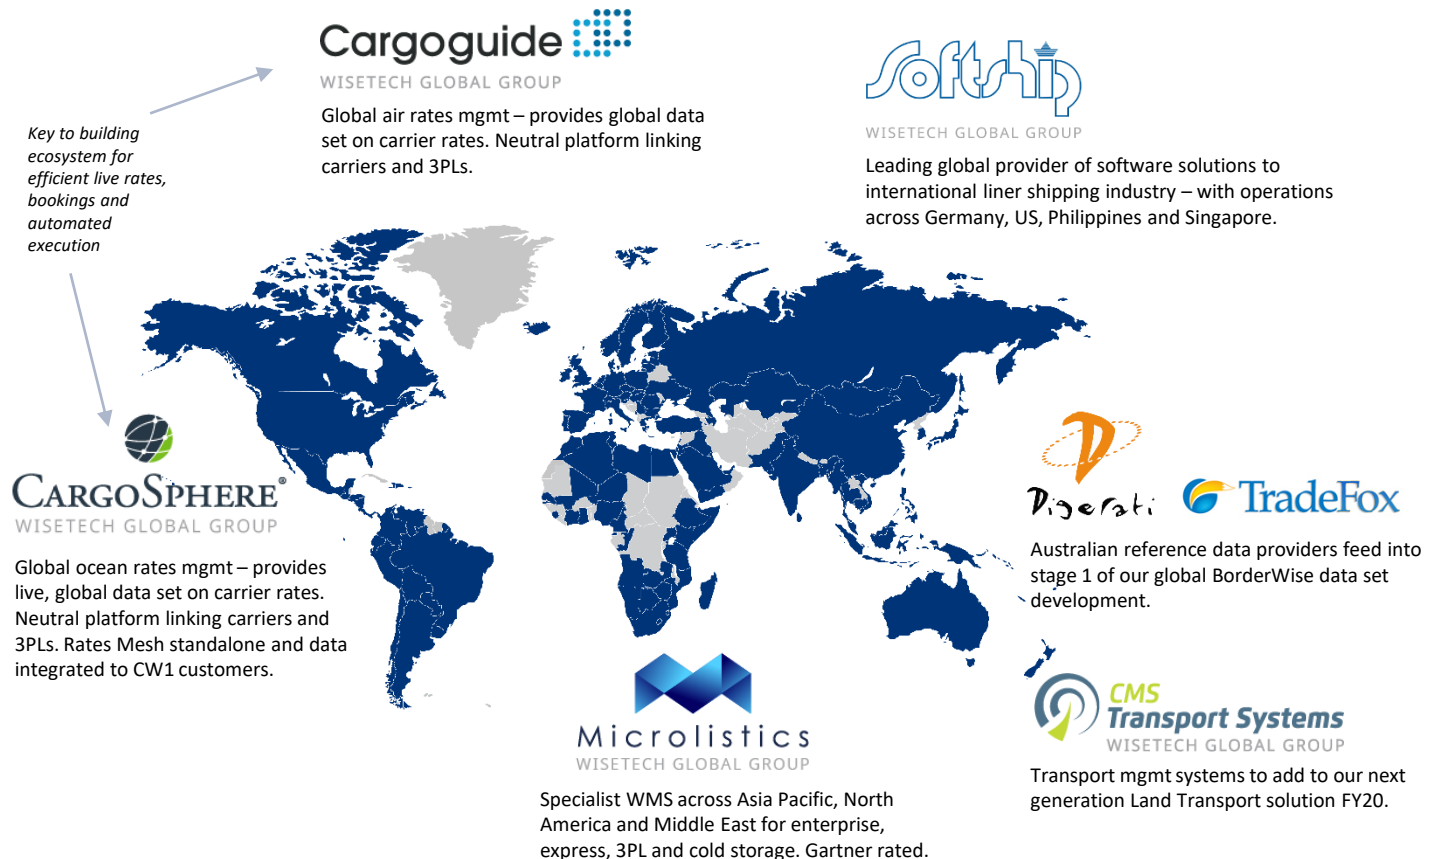 Cargoguide
WISETECH GLOBAL GROUP
Global air rates mgmt – provides global data
set on carrier rates. Neutral platform linking
carriers and 3PLs.
Softship
WISETECH GLOBAL GROUP
Leading global provider of software solutions to
international liner shipping industry – with operations
across Germany, US, Philippines and Singapore.
Key to building
ecosystem for
efficient live rates,
bookings and
automated
execution
CARGOSPHERE®
WISETECH GLOBAL GROUP
Global ocean rates mgmt – provides
live, global data set on carrier rates.
Neutral platform linking carriers and
3PLs. Rates Mesh standalone and data
integrated to CW1 customers.
Digerati
TradeFox
Australian reference data providers feed into
stage 1 of our global BorderWise data set
development.
Microlistics
WISETECH GLOBAL GROUP
Specialist WMS across Asia Pacific, North
America and Middle East for enterprise,
express, 3PL and cold storage. Gartner rated.
CMS
Transport Systems
WISETECH GLOBAL GROUP
Transport mgmt systems to add to our next
generation Land Transport solution FY20.